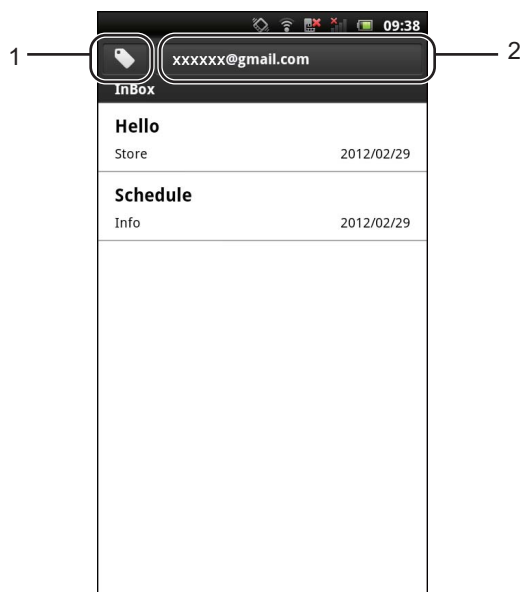 09:38
1
xxxxxx@gmail.com
2
InBox
Hello
Store 2012/02/29
Schedule
Info 2012/02/29